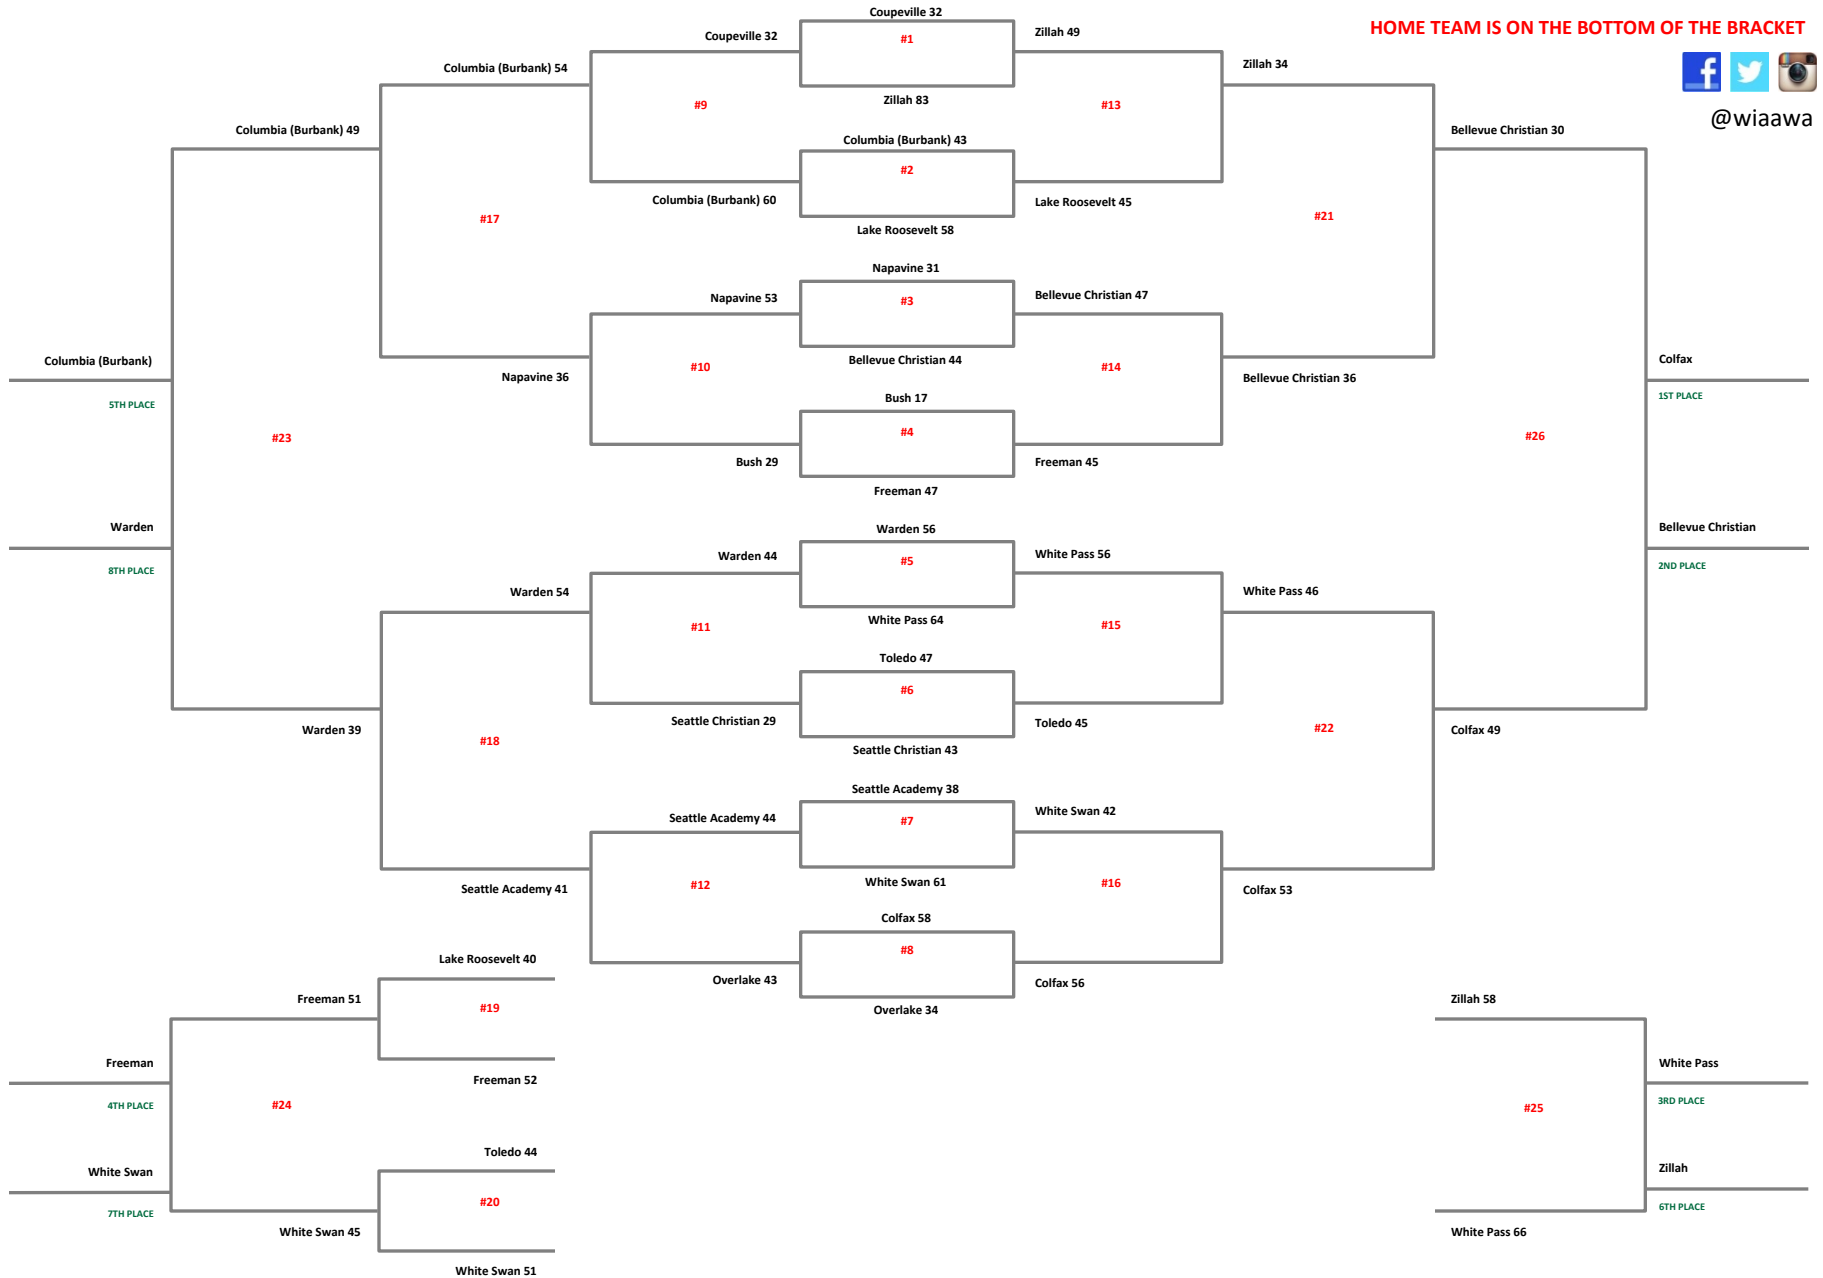 HOME TEAM IS ON THE BOTTOM OF THE BRACKET
@wiaawa
Coupeville 32
#1
Zillah 83
Columbia (Burbank) 43
#2
Lake Roosevelt 58
Napavine 31
#3
Bellevue Christian 44
Bush 17
#4
Freeman 47
Warden 56
#5
White Pass 64
Toledo 47
#6
Seattle Christian 43
Seattle Academy 38
#7
White Swan 61
Colfax 58
#8
Overlake 34
Coupeville 32
#9
Columbia (Burbank) 60
Napavine 53
#10
Bush 29
Warden 44
#11
Seattle Christian 29
Seattle Academy 44
#12
Overlake 43
Zillah 49
#13
Lake Roosevelt 45
Bellevue Christian 47
#14
Freeman 45
White Pass 56
#15
Toledo 45
White Swan 42
#16
Colfax 56
Columbia (Burbank) 54
#17
Napavine 36
Warden 54
#18
Seattle Academy 41
Lake Roosevelt 40
#19
Freeman 52
Toledo 44
#20
White Swan 51
Zillah 34
#21
Bellevue Christian 36
White Pass 46
#22
Colfax 53
Columbia (Burbank) 49
#23
Warden 39
Columbia (Burbank)
5TH PLACE
Warden
8TH PLACE
Freeman 51
#24
White Swan 45
Freeman
4TH PLACE
White Swan
7TH PLACE
Zillah 58
#25
White Pass 66
White Pass
3RD PLACE
Zillah
6TH PLACE
Bellevue Christian 30
#26
Colfax 49
Colfax
1ST PLACE
Bellevue Christian
2ND PLACE